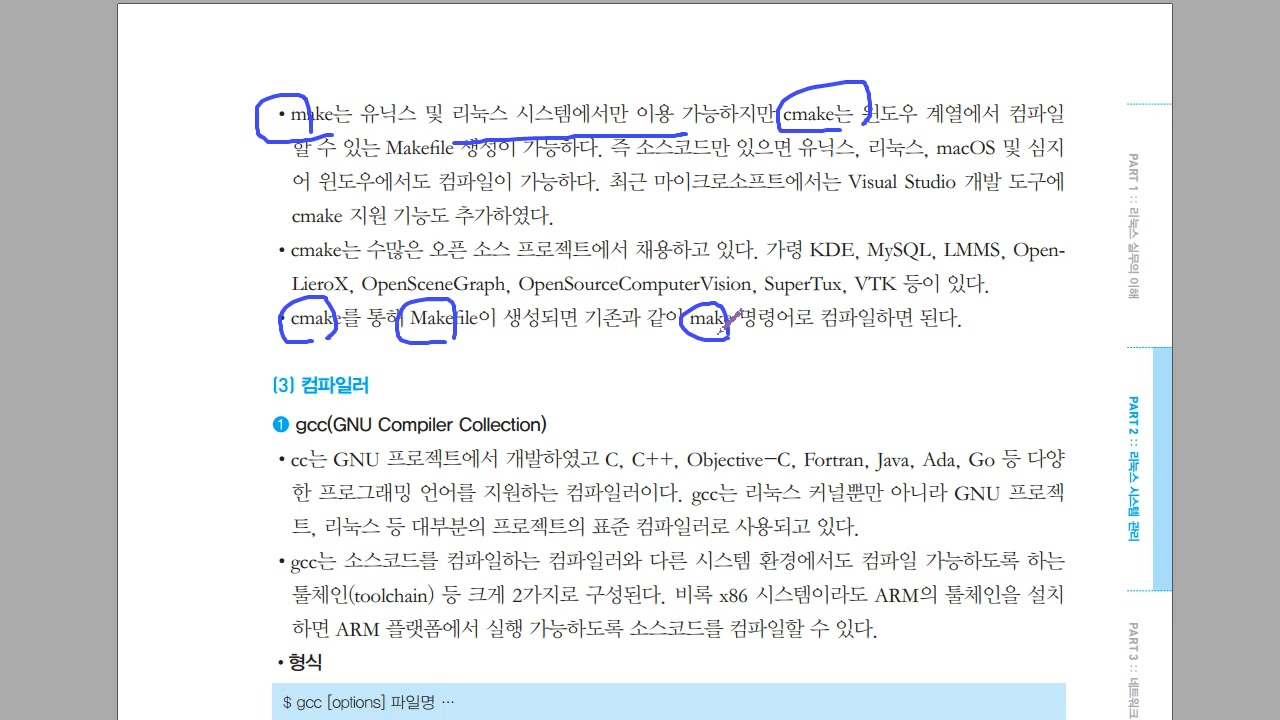 • make는 유닉스 및 리눅스 시스템에서만 이용 가능하지만 cmake는 윈도우 계열에서 컴파일
할 수 있는 Makefile 생성이 가능하다. 즉 소스코드만 있으면 유닉스, 리눅스, macOS 및 심지
어 윈도우에서도 컴파일이 가능하다. 최근 마이크로소프트에서는 Visual Studio 개발 도구에
cmake 지원 기능도 추가하였다.
• cmake는 수많은 오픈 소스 프로젝트에서 채용하고 있다. 가령 KDE, MySQL, LMMS, Open-
LieroX, OpenSceneGraph, OpenSourceComputerVision, SuperTux, VTK 등이 있다.
• cmake를 통해 Makefile이 생성되면 기존과 같이 make 명령어로 컴파일하면 된다.
(3) 컴파일러
1 gcc(GNU Compiler Collection)
• cc는 GNU 프로젝트에서 개발하였고 C, C++, Objective-C, Fortran, Java, Ada, Go 등 다양
한 프로그래밍 언어를 지원하는 컴파일러이다. gcc는 리눅스 커널뿐만 아니라 GNU 프로젝
트, 리눅스 등 대부분의 프로젝트의 표준 컴파일러로 사용되고 있다.
• gcc는 소스코드를 컴파일하는 컴파일러와 다른 시스템 환경에서도 컴파일 가능하도록 하는
툴체인(toolchain) 등 크게 2가지로 구성된다. 비록 x86 시스템이라도 ARM의 툴체인을 설치
하면 ARM 플랫폼에서 실행 가능하도록 소스코드를 컴파일할 수 있다.
• 형식
$ gcc [options] 파일명 …
PART 1 :: 리눅스 실무의 이해
PART 2 :: 리눅스 시스템 관리
PART 3 :: 네트워크